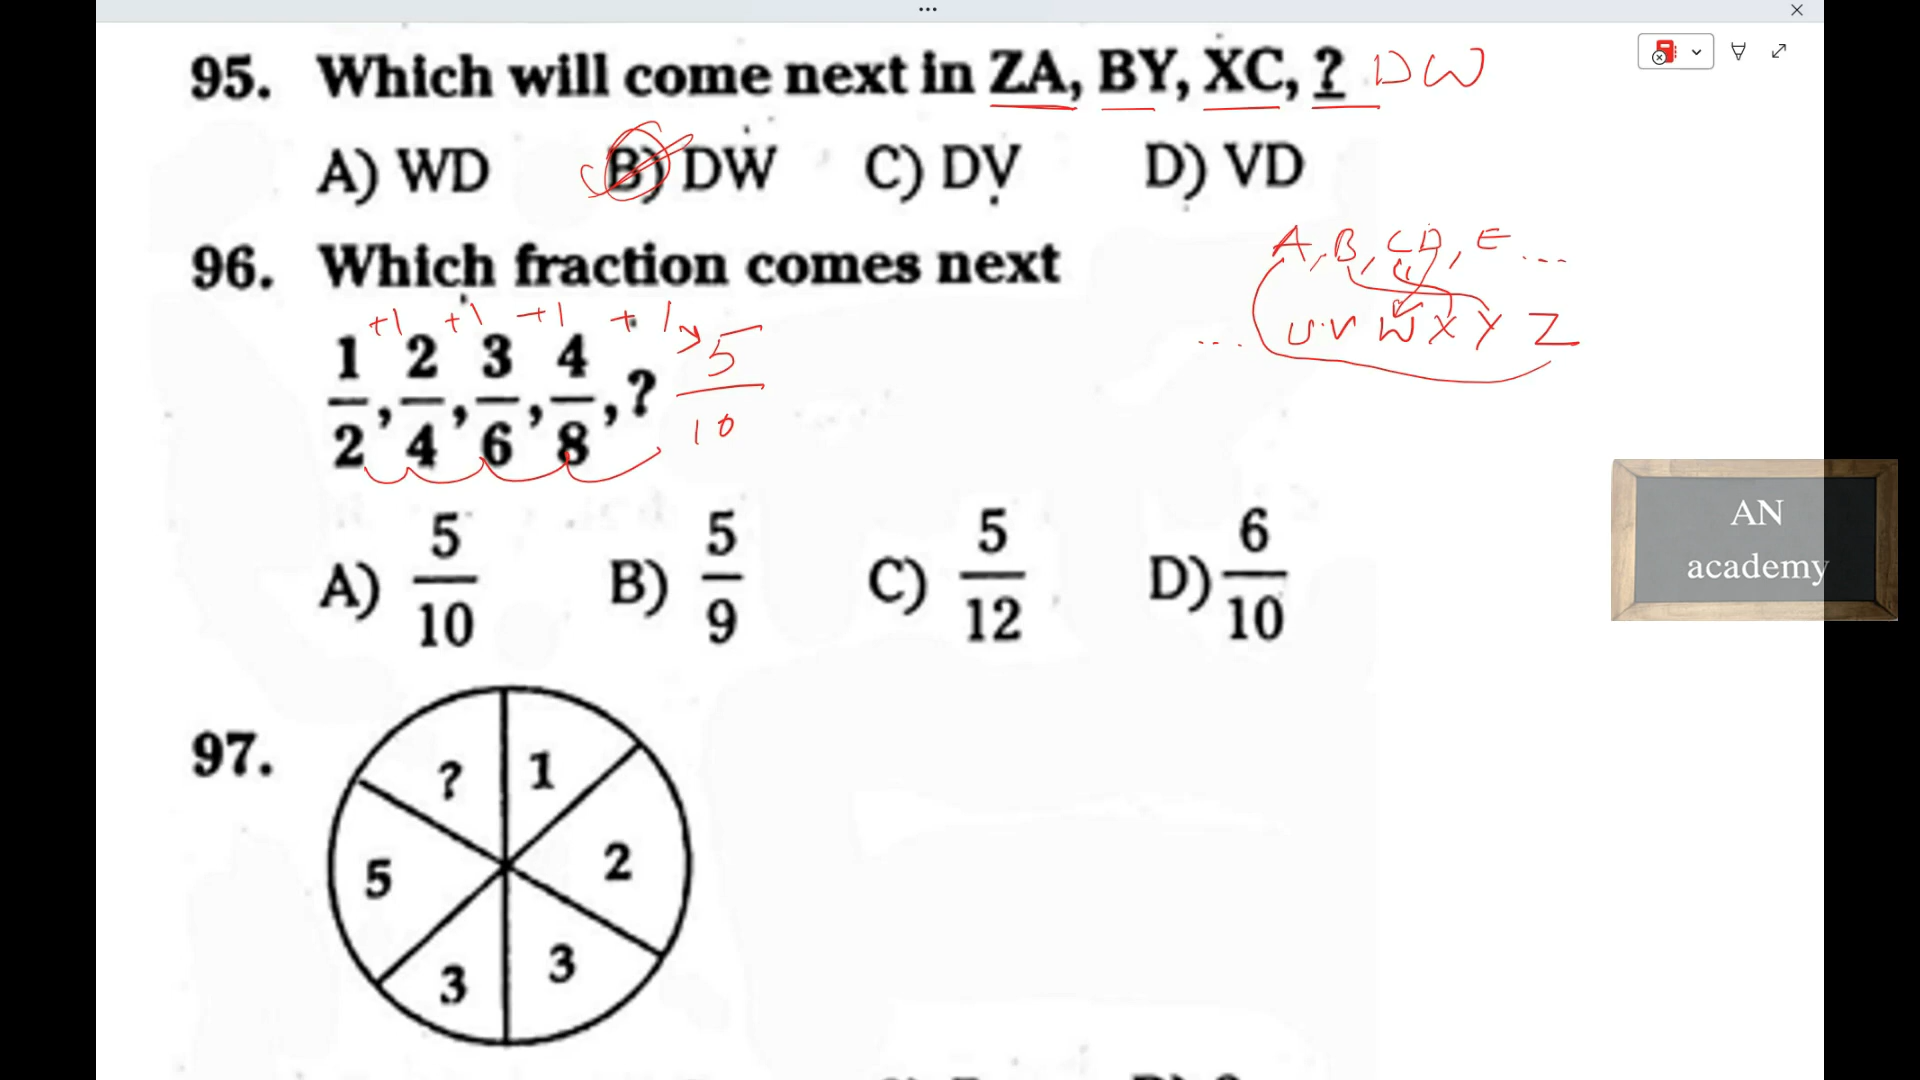 95. Which will come next in ZA, BY, XC, ? DW
A) WD B) DW C) DV D) VD
A, B, C D, E ...
... U V W X Y Z
96. Which fraction comes next
+1 +1 +1 +1
1/2, 2/4, 3/6, 4/8, ? 5/10
A) 5/10 B) 5/9 C) 5/12 D) 6/10
AN
academy
97.
? 1
5 2
3 3